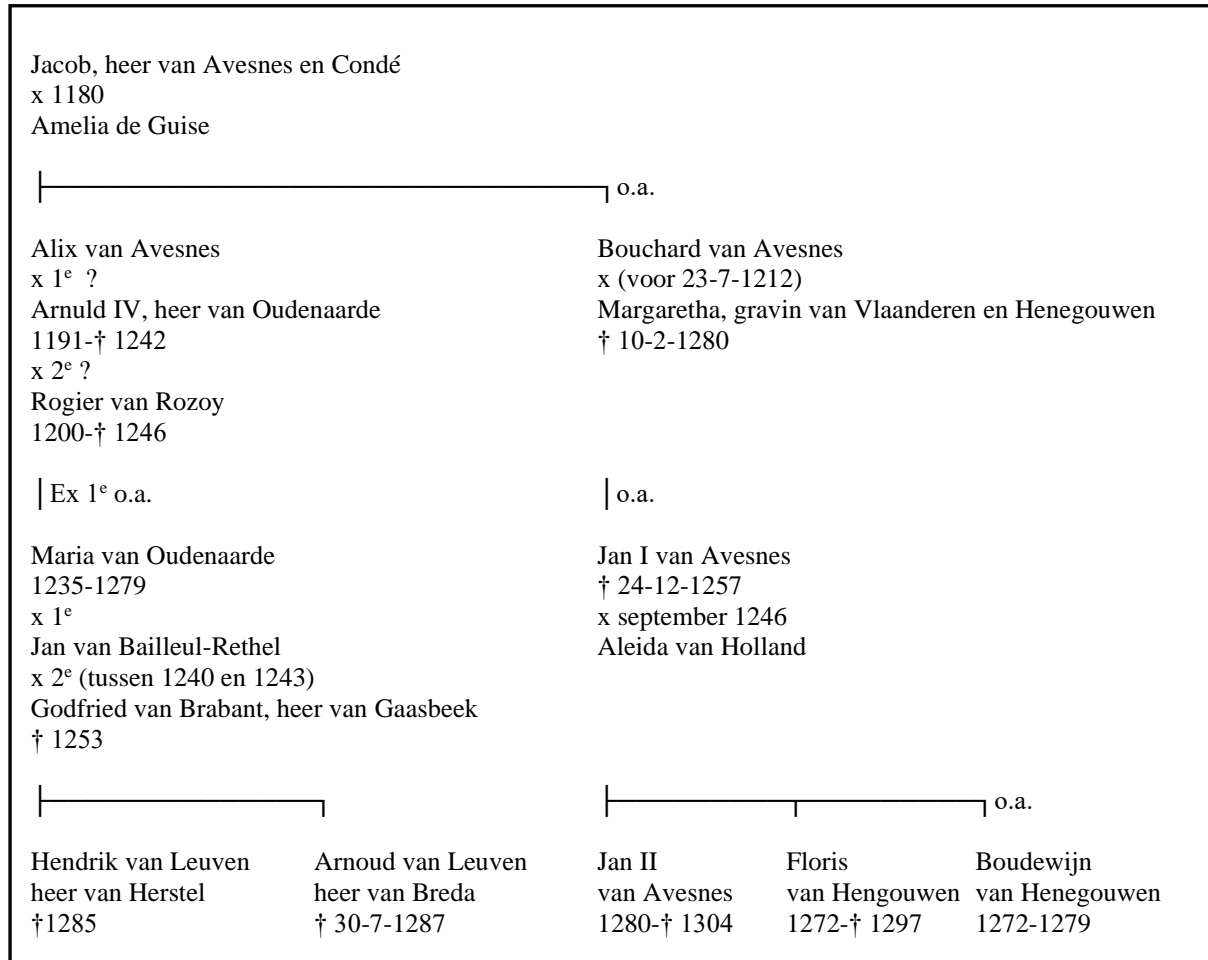 Jacob, heer van Avesnes en Condé
x 1180
Amelia de Guise
o.a.
Alix van Avesnes
x 1e ?
Arnuld IV, heer van Oudenaarde
1191-† 1242
x 2e ?
Rogier van Rozoy
1200-† 1246
Bouchard van Avesnes
x (voor 23-7-1212)
Margaretha, gravin van Vlaanderen en Henegouwen
† 10-2-1280
Ex 1e o.a.
o.a.
Maria van Oudenaarde
1235-1279
x 1e
Jan van Bailleul-Rethel
x 2e (tussen 1240 en 1243)
Godfried van Brabant, heer van Gaasbeek
† 1253
Jan I van Avesnes
† 24-12-1257
x september 1246
Aleida van Holland
o.a.
Hendrik van Leuven
heer van Herstel
†1285
Arnoud van Leuven
heer van Breda
† 30-7-1287
Jan II
van Avesnes
1280-† 1304
Floris
van Hengouwen
1272-† 1297
Boudewijn
van Henegouwen
1272-1279